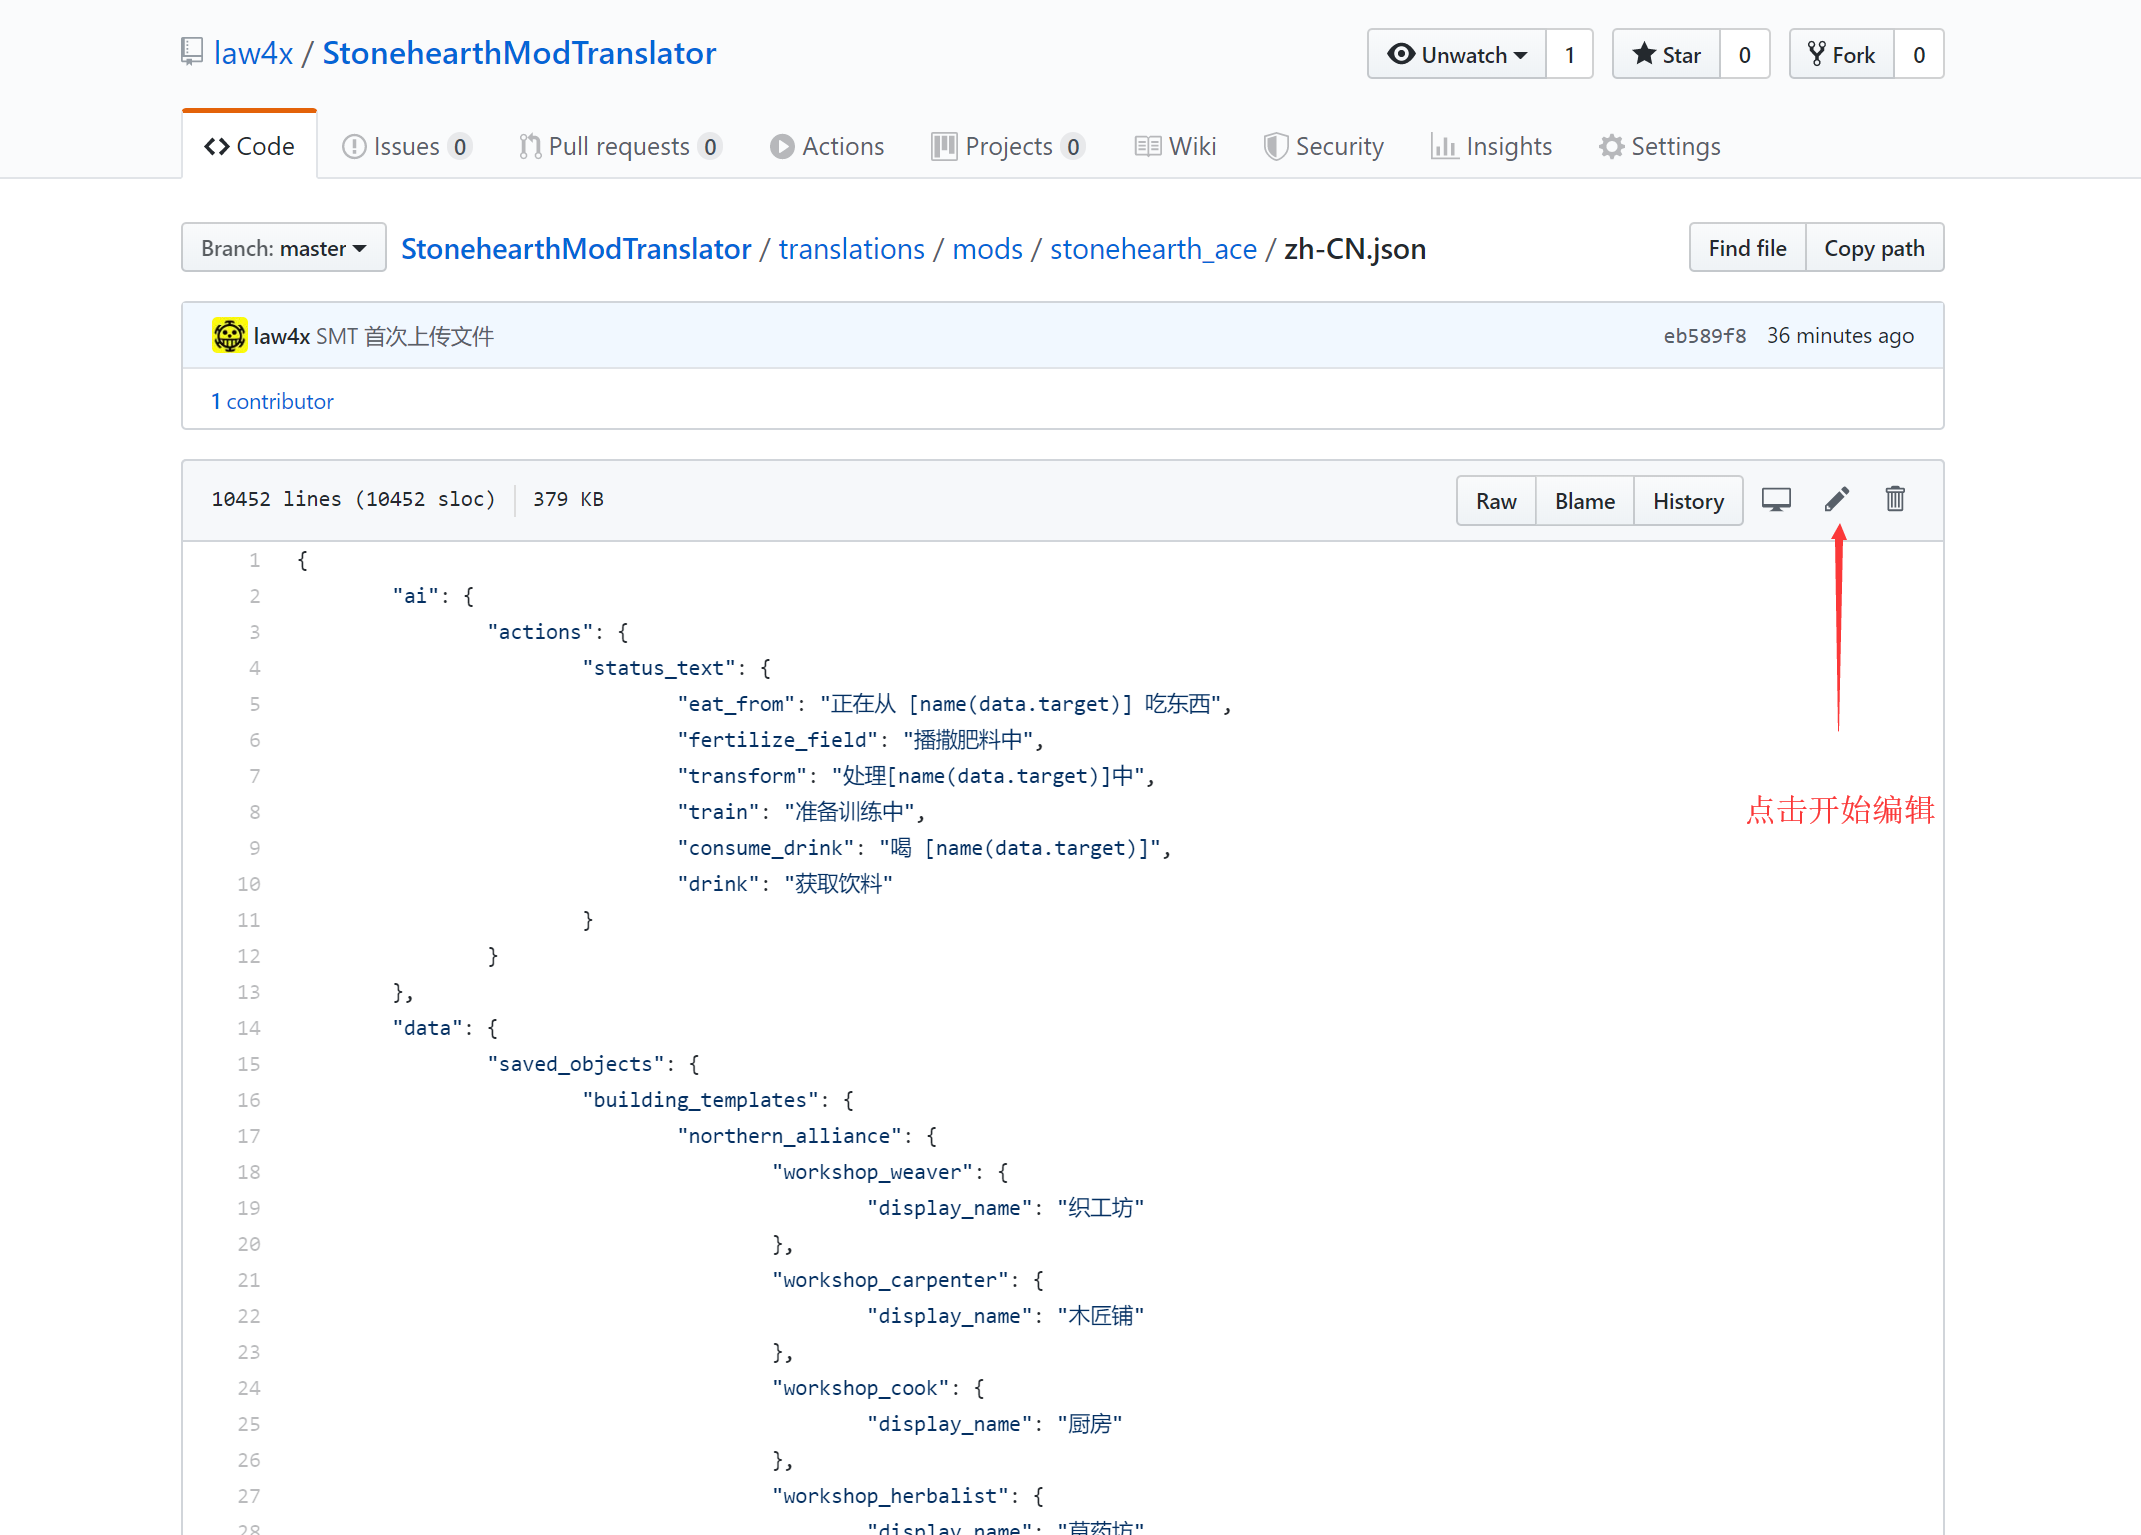 law4x / StonehearthModTranslator
Unwatch 1 Star 0 Fork 0
Code Issues 0 Pull requests 0 Actions Projects 0 Wiki Security Insights Settings
Branch: master StonehearthModTranslator / translations / mods / stonehearth_ace / zh-CN.json Find file Copy path
law4x SMT 首次上传文件 eb589f8 36 minutes ago
1 contributor
10452 lines (10452 sloc) 379 KB Raw Blame History
1 {
2 "ai": {
3 "actions": {
4 "status_text": {
5 "eat_from": "正在从 [name(data.target)] 吃东西",
6 "fertilize_field": "播撒肥料中",
7 "transform": "处理[name(data.target)]中",
8 "train": "准备训练中",
点击开始编辑
9 "consume_drink": "喝 [name(data.target)]",
10 "drink": "获取饮料"
11 }
12 }
13 },
14 "data": {
15 "saved_objects": {
16 "building_templates": {
17 "northern_alliance": {
18 "workshop_weaver": {
19 "display_name": "织工坊"
20 },
21 "workshop_carpenter": {
22 "display_name": "木匠铺"
23 },
24 "workshop_cook": {
25 "display_name": "厨房"
26 },
27 "workshop_herbalist": {
28 "display_name": "草药坊"